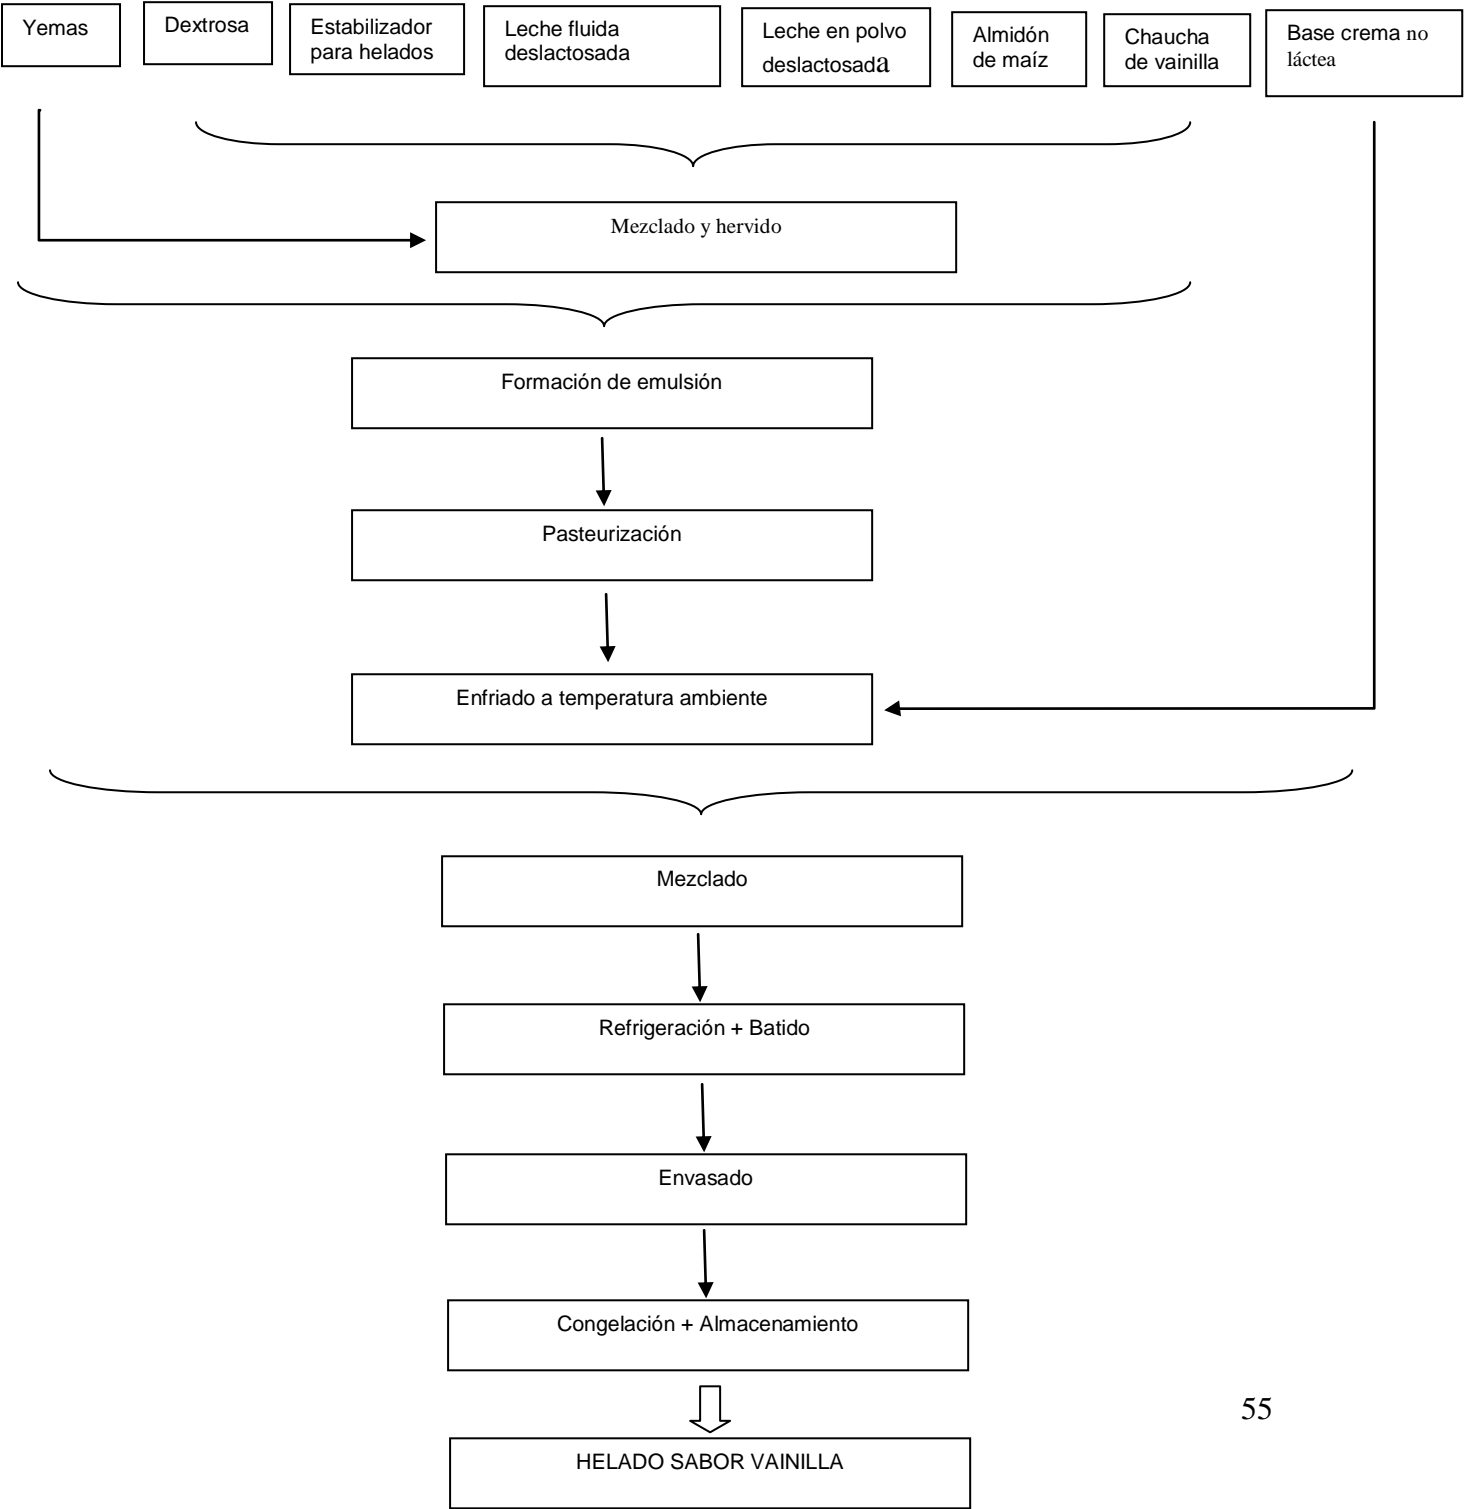 Yemas
Dextrosa
Estabilizador
para helados
Leche fluida
deslactosada
Leche en polvo
deslactosada
Almidón
de maíz
Chaucha
de vainilla
Base crema no
láctea
Mezclado y hervido
Formación de emulsión
Pasteurización
Enfriado a temperatura ambiente
Mezclado
Refrigeración + Batido
Envasado
Congelación + Almacenamiento
55
HELADO SABOR VAINILLA